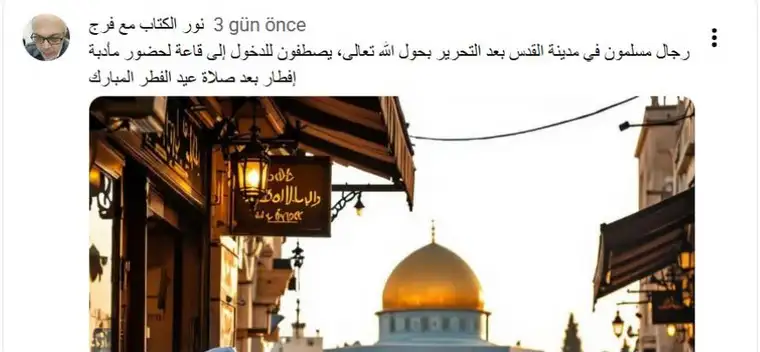 نور الكتاب مع فرج 3 gün önce
رجال مسلمون في مدينة القدس بعد التحرير بحول الله تعالى، يصطفون للدخول إلى قاعة لحضور مأدبة
إفطار بعد صلاة عيد الفطر المبارك